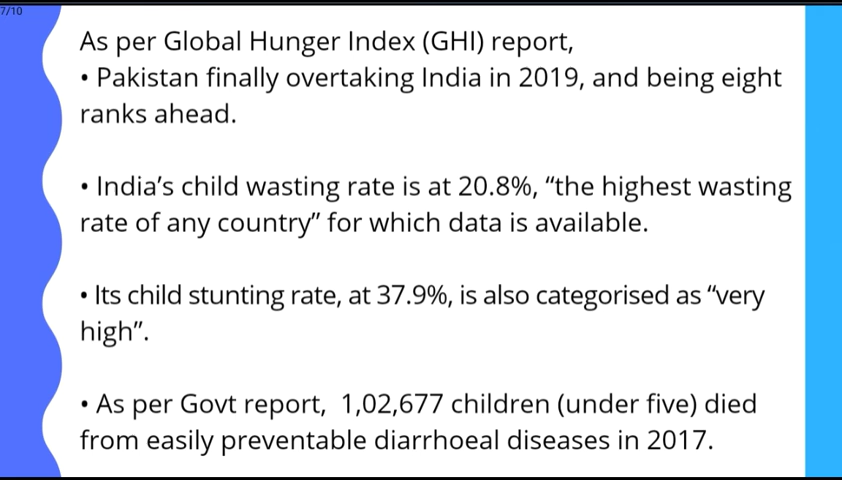 7/10
As per Global Hunger Index (GHI) report,
• Pakistan finally overtaking India in 2019, and being eight
ranks ahead.
• India’s child wasting rate is at 20.8%, “the highest wasting
rate of any country” for which data is available.
• Its child stunting rate, at 37.9%, is also categorised as “very
high”.
• As per Govt report,  1,02,677 children (under five) died
from easily preventable diarrhoeal diseases in 2017.